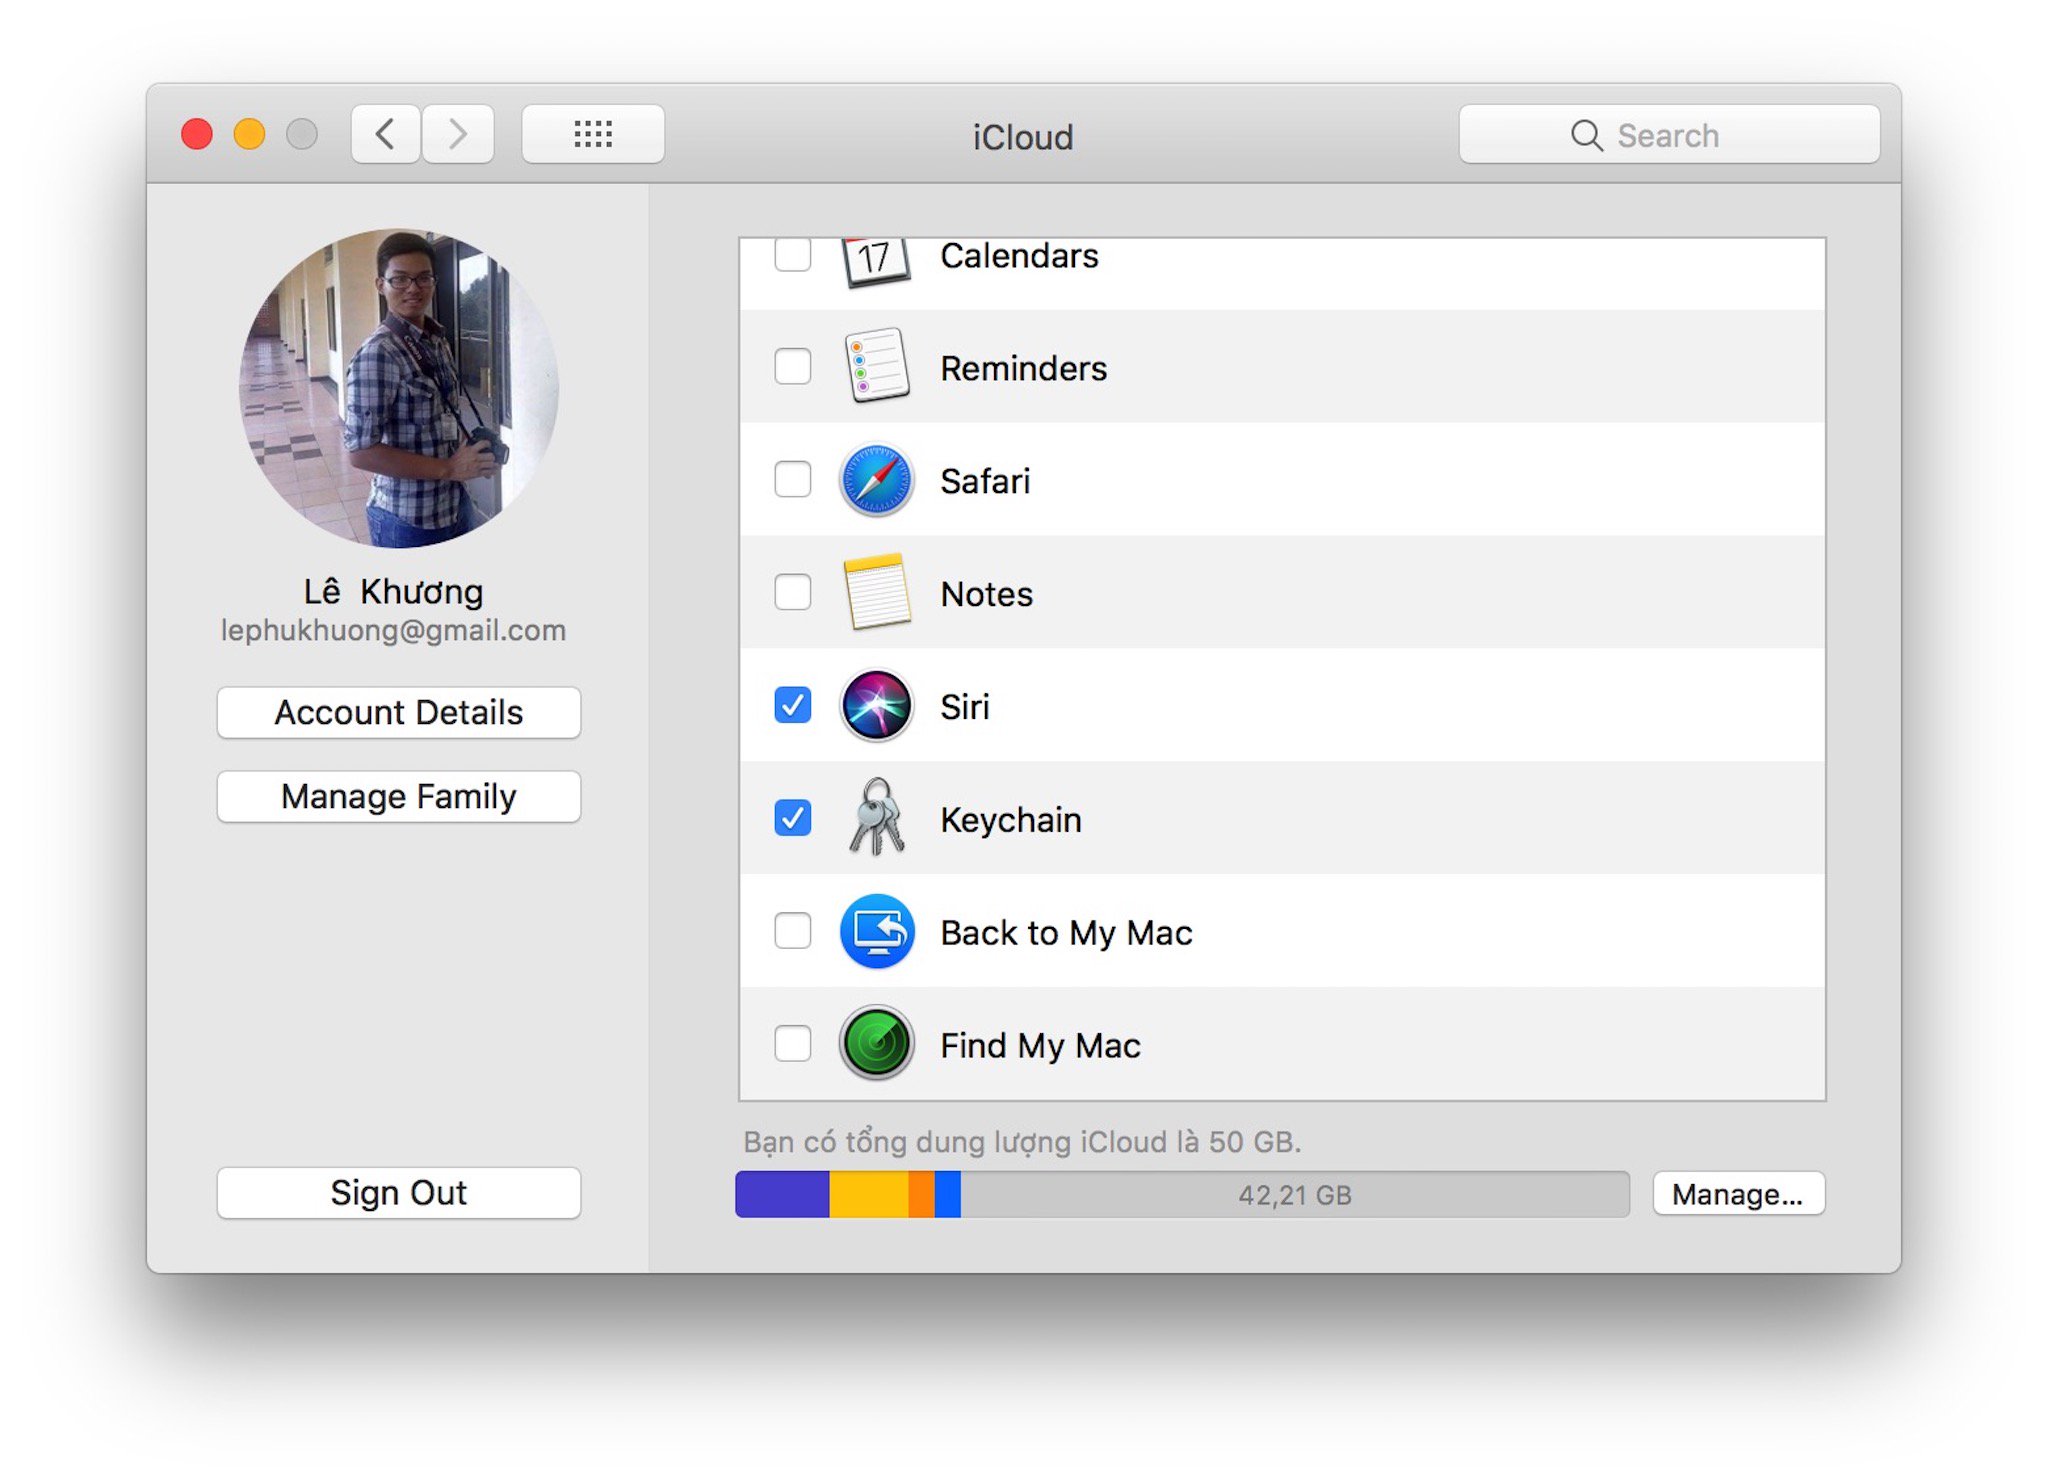 iCloud
Search
17
Calendars
Reminders
Safari
Notes
Siri
Keychain
Back to My Mac
Find My Mac
Lê Khương
lephukhuong@gmail.com
Account Details
Manage Family
Sign Out
Bạn có tổng dung lượng iCloud là 50 GB.
42,21 GB
Manage...